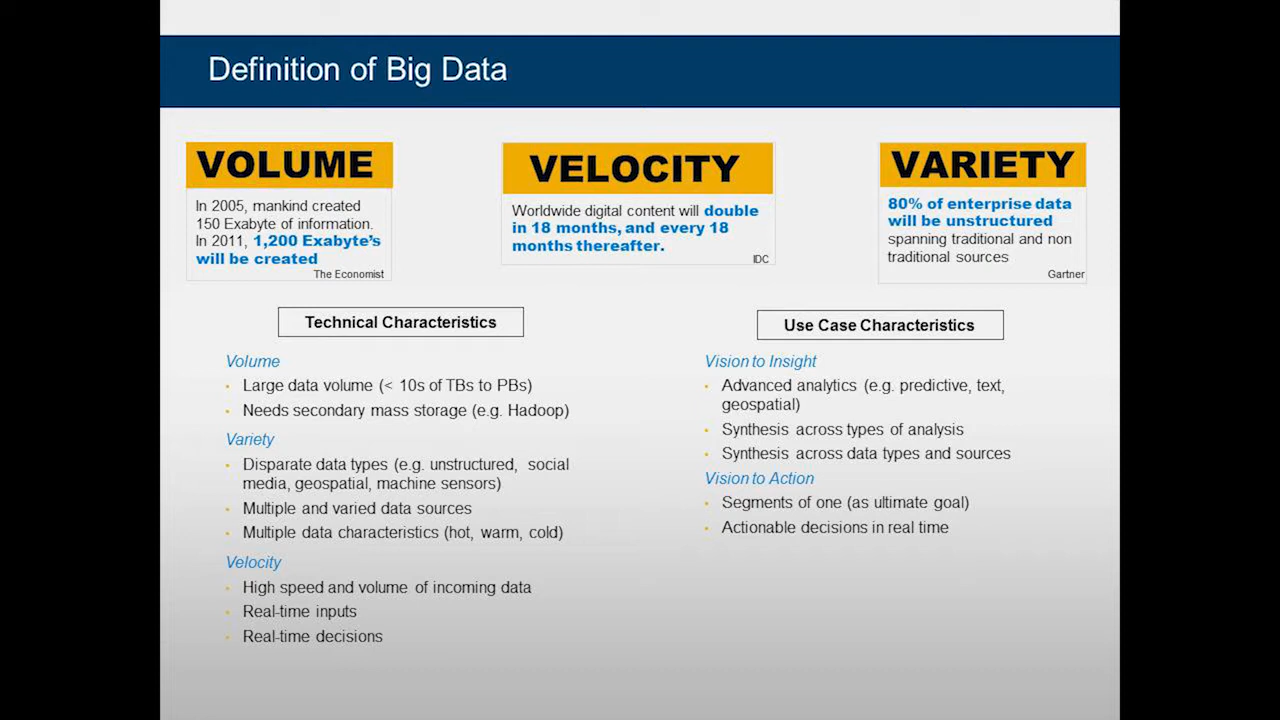 Definition of Big Data
VOLUME
In 2005, mankind created
150 Exabyte of information.
In 2011, 1,200 Exabyte's
will be created
The Economist
VELOCITY
Worldwide digital content will double
in 18 months, and every 18
months thereafter.
IDC
VARIETY
80% of enterprise data
will be unstructured
spanning traditional and non
traditional sources
Gartner
Technical Characteristics
Volume
• Large data volume (< 10s of TBs to PBs)
• Needs secondary mass storage (e.g. Hadoop)
Variety
• Disparate data types (e.g. unstructured, social
media, geospatial, machine sensors)
• Multiple and varied data sources
• Multiple data characteristics (hot, warm, cold)
Velocity
• High speed and volume of incoming data
• Real-time inputs
• Real-time decisions
Use Case Characteristics
Vision to Insight
• Advanced analytics (e.g. predictive, text,
geospatial)
• Synthesis across types of analysis
• Synthesis across data types and sources
Vision to Action
• Segments of one (as ultimate goal)
• Actionable decisions in real time